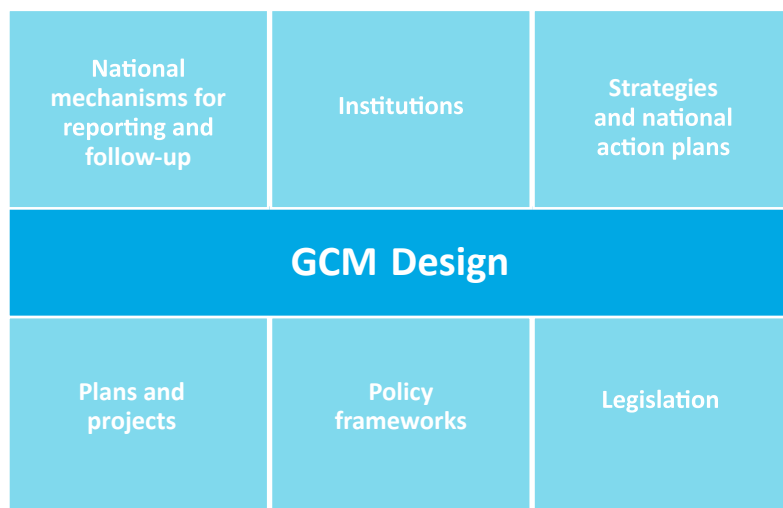 National
mechanisms for
reporting and
follow-up
Institutions
Strategies
and national
action plans
GCM Design
Plans and
projects
Policy
frameworks
Legislation